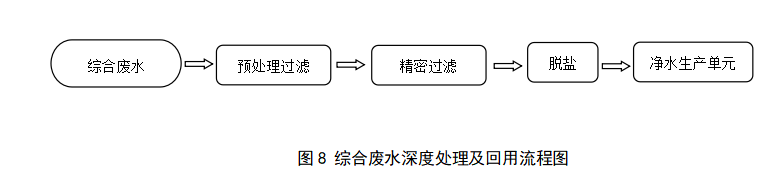 综合废水
预处理过滤
精密过滤
脱盐
净水生产单元
图 8 综合废水深度处理及回用流程图